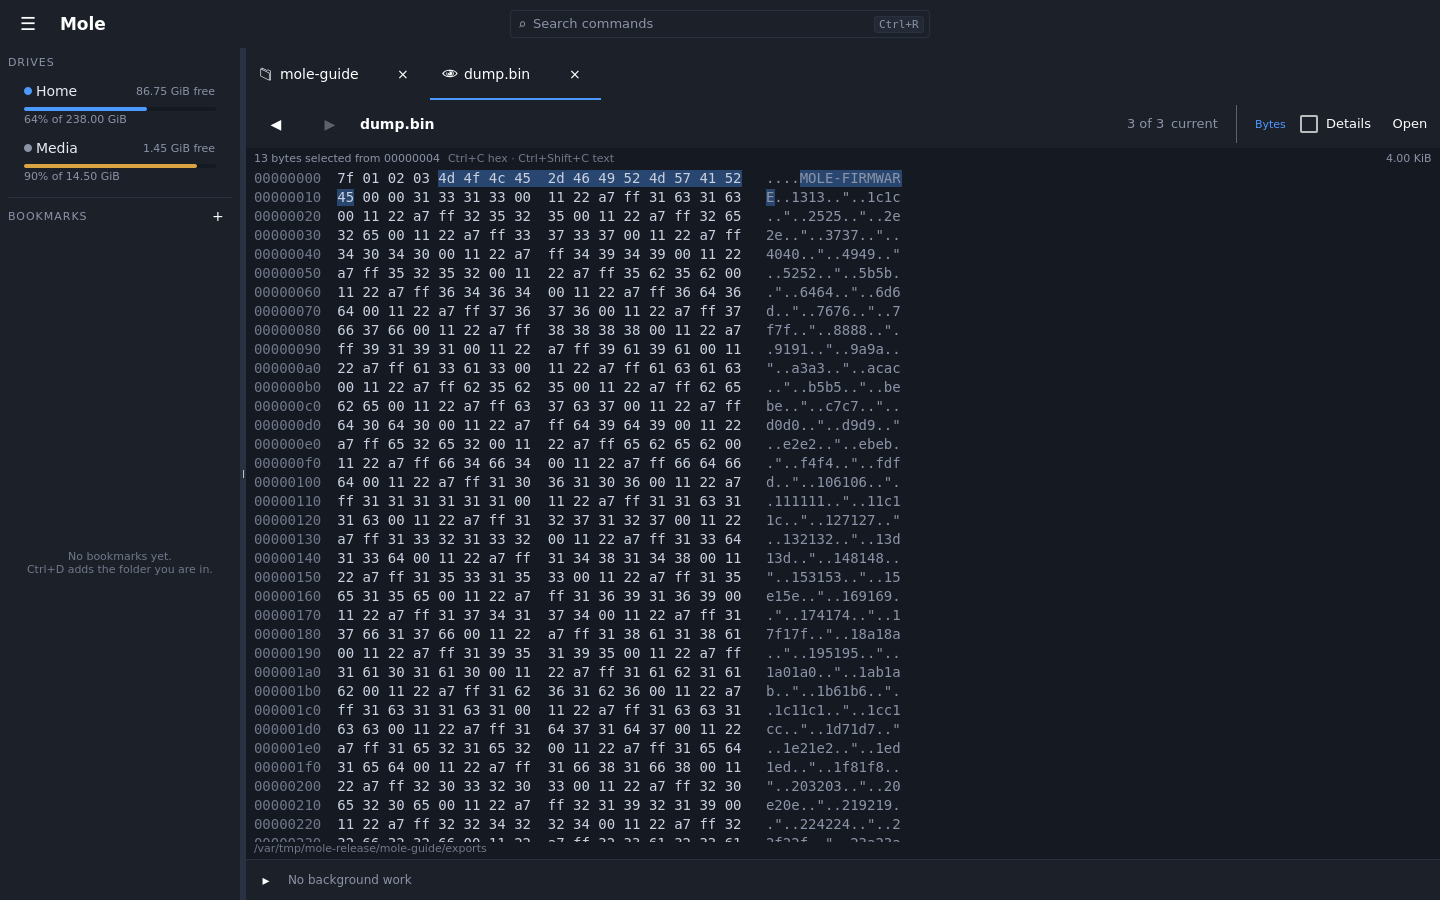 ☰ Mole
Search commands Ctrl+R
DRIVES
Home 86.75 GiB free
64% of 238.00 GiB
Media 1.45 GiB free
90% of 14.50 GiB
BOOKMARKS +
No bookmarks yet.
Ctrl+D adds the folder you are in.
mole-guide × dump.bin ×
◀ ▶ dump.bin 3 of 3 current Bytes Details Open
13 bytes selected from 00000004 Ctrl+C hex · Ctrl+Shift+C text 4.00 KiB
00000000 7f 01 02 03 4d 4f 4c 45 2d 46 49 52 4d 57 41 52 ....MOLE-FIRMWAR
00000010 45 00 00 31 33 31 33 00 11 22 a7 ff 31 63 31 63 E..1313.."..1c1c
00000020 00 11 22 a7 ff 32 35 32 35 00 11 22 a7 ff 32 65 .."..2525.."..2e
00000030 32 65 00 11 22 a7 ff 33 37 33 37 00 11 22 a7 ff 2e.."..3737.."..
00000040 34 30 34 30 00 11 22 a7 ff 34 39 34 39 00 11 22 4040.."..4949.."
00000050 a7 ff 35 32 35 32 00 11 22 a7 ff 35 62 35 62 00 ..5252.."..5b5b.
00000060 11 22 a7 ff 36 34 36 34 00 11 22 a7 ff 36 64 36 ."..6464.."..6d6
00000070 64 00 11 22 a7 ff 37 36 37 36 00 11 22 a7 ff 37 d.."..7676.."..7
00000080 66 37 66 00 11 22 a7 ff 38 38 38 38 00 11 22 a7 f7f.."..8888..".
00000090 ff 39 31 39 31 00 11 22 a7 ff 39 61 39 61 00 11 .9191.."..9a9a..
000000a0 22 a7 ff 61 33 61 33 00 11 22 a7 ff 61 63 61 63 "..a3a3.."..acac
000000b0 00 11 22 a7 ff 62 35 62 35 00 11 22 a7 ff 62 65 .."..b5b5.."..be
000000c0 62 65 00 11 22 a7 ff 63 37 63 37 00 11 22 a7 ff be.."..c7c7.."..
000000d0 64 30 64 30 00 11 22 a7 ff 64 39 64 39 00 11 22 d0d0.."..d9d9.."
000000e0 a7 ff 65 32 65 32 00 11 22 a7 ff 65 62 65 62 00 ..e2e2.."..ebeb.
000000f0 11 22 a7 ff 66 34 66 34 00 11 22 a7 ff 66 64 66 ."..f4f4.."..fdf
00000100 64 00 11 22 a7 ff 31 30 36 31 30 36 00 11 22 a7 d.."..106106..".
00000110 ff 31 31 31 31 31 31 00 11 22 a7 ff 31 31 63 31 .111111.."..11c1
00000120 31 63 00 11 22 a7 ff 31 32 37 31 32 37 00 11 22 1c.."..127127.."
00000130 a7 ff 31 33 32 31 33 32 00 11 22 a7 ff 31 33 64 ..132132.."..13d
00000140 31 33 64 00 11 22 a7 ff 31 34 38 31 34 38 00 11 13d.."..148148..
00000150 22 a7 ff 31 35 33 31 35 33 00 11 22 a7 ff 31 35 "..153153.."..15
00000160 65 31 35 65 00 11 22 a7 ff 31 36 39 31 36 39 00 e15e.."..169169.
00000170 11 22 a7 ff 31 37 34 31 37 34 00 11 22 a7 ff 31 ."..174174.."..1
00000180 37 66 31 37 66 00 11 22 a7 ff 31 38 61 31 38 61 7f17f.."..18a18a
00000190 00 11 22 a7 ff 31 39 35 31 39 35 00 11 22 a7 ff .."..195195.."..
000001a0 31 61 30 31 61 30 00 11 22 a7 ff 31 61 62 31 61 1a01a0.."..1ab1a
000001b0 62 00 11 22 a7 ff 31 62 36 31 62 36 00 11 22 a7 b.."..1b61b6..".
000001c0 ff 31 63 31 31 63 31 00 11 22 a7 ff 31 63 63 31 .1c11c1.."..1cc1
000001d0 63 63 00 11 22 a7 ff 31 64 37 31 64 37 00 11 22 cc.."..1d71d7.."
000001e0 a7 ff 31 65 32 31 65 32 00 11 22 a7 ff 31 65 64 ..1e21e2.."..1ed
000001f0 31 65 64 00 11 22 a7 ff 31 66 38 31 66 38 00 11 1ed.."..1f81f8..
00000200 22 a7 ff 32 30 33 32 30 33 00 11 22 a7 ff 32 30 "..203203.."..20
00000210 65 32 30 65 00 11 22 a7 ff 32 31 39 32 31 39 00 e20e.."..219219.
00000220 11 22 a7 ff 32 32 34 32 32 34 00 11 22 a7 ff 32 ."..224224.."..2
/var/tmp/mole-release/mole-guide/exports
▶ No background work